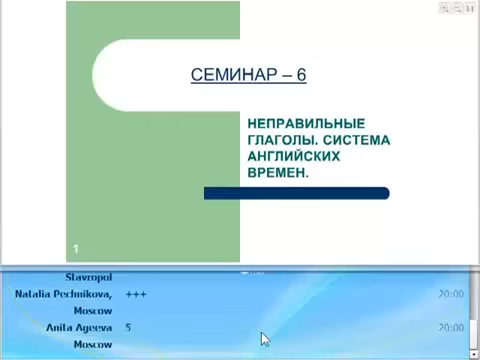 СЕМИНАР – 6
НЕПРАВИЛЬНЫЕ
ГЛАГОЛЫ. СИСТЕМА
АНГЛИЙСКИХ
ВРЕМЕН.
1
Stavropol
Natalia Pechnikova, +++ 20:00
Moscow
Anita Ageeva 5 20:00
Moscow